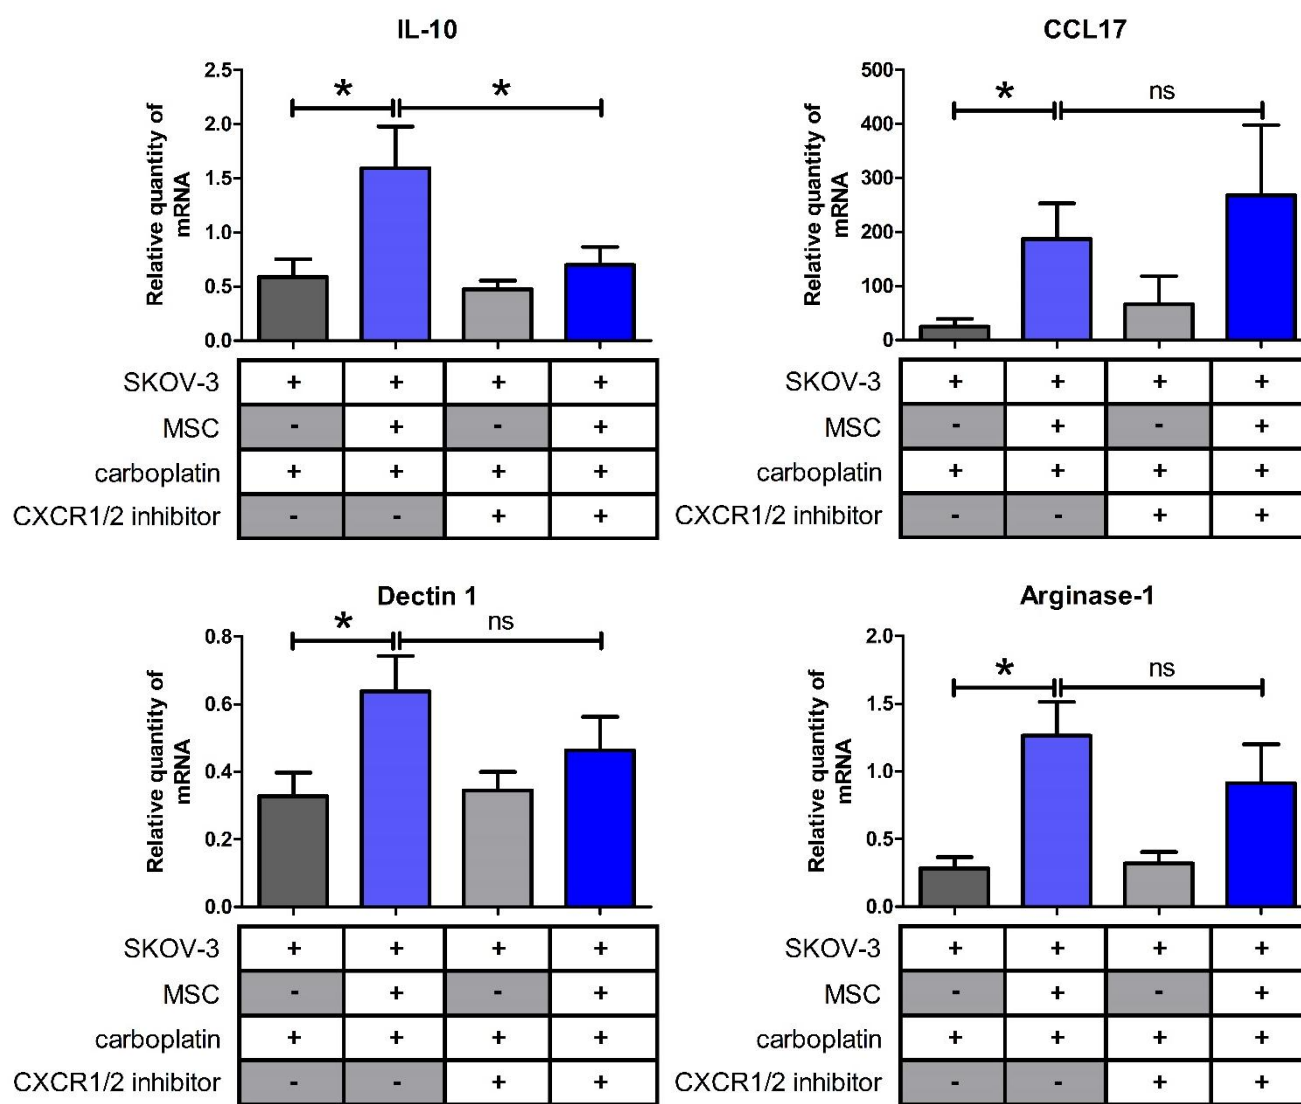 IL-10
2.5
2.0
1.5
1.0
0.5
0.0
Relative quantity of
mRNA
* *
SKOV-3 + + + +
MSC - + - +
carboplatin + + + +
CXCR1/2 inhibitor - - + +
CCL17
500
400
300
200
100
0
Relative quantity of
mRNA
* ns
SKOV-3 + + + +
MSC - + - +
carboplatin + + + +
CXCR1/2 inhibitor - - + +
Dectin 1
0.8
0.6
0.4
0.2
0.0
Relative quantity of
mRNA
* ns
SKOV-3 + + + +
MSC - + - +
carboplatin + + + +
CXCR1/2 inhibitor - - + +
Arginase-1
2.0
1.5
1.0
0.5
0.0
Relative quantity of
mRNA
* ns
SKOV-3 + + + +
MSC - + - +
carboplatin + + + +
CXCR1/2 inhibitor - - + +